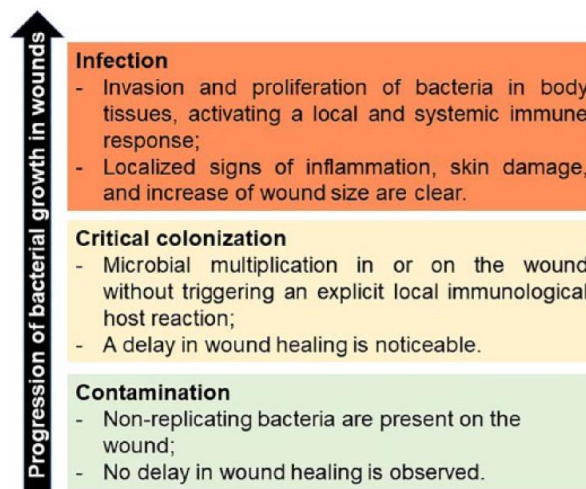 Progression of bacterial growth in wounds
Infection
- Invasion and proliferation of bacteria in body
tissues, activating a local and systemic immune
response;
- Localized signs of inflammation, skin damage,
and increase of wound size are clear.
Critical colonization
- Microbial multiplication in or on the wound
without triggering an explicit local immunological
host reaction;
- A delay in wound healing is noticeable.
Contamination
- Non-replicating bacteria are present on the
wound;
- No delay in wound healing is observed.